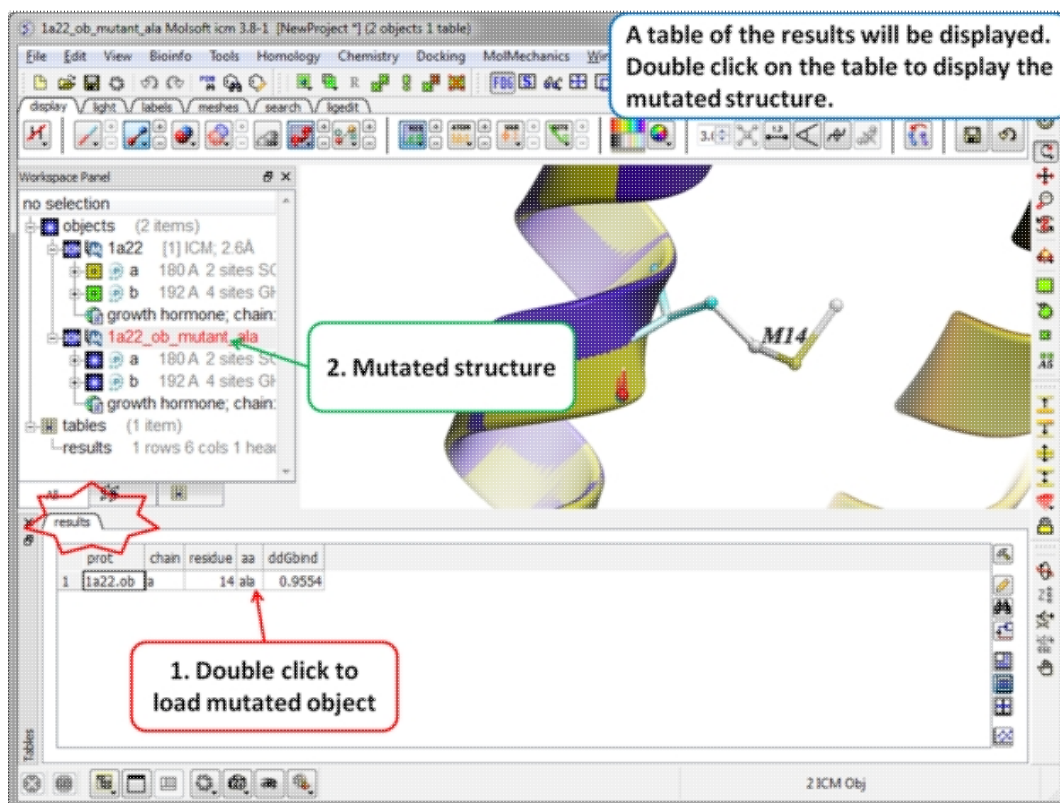 1a22_ob_mutant_ala Molsoft icm 3.8-1 [NewProject *] (2 objects 1 table)
A table of the results will be displayed.
Double click on the table to display the
mutated structure.
File Edit View Bioinfo Tools Homology Chemistry Docking MolMechanics
display light labels meshes search ligedit
Workspace Panel
no selection
objects (2 items)
1a22 [1] ICM; 2.6Å
a 180 A 2 sites
b 192 A 4 sites
growth hormone; chain:
1a22_ob_mutant_ala
a 180 A 2 sites
b 192 A 4 sites
growth hormone; chain:
tables (1 item)
results 1 rows 6 cols 1 head
2. Mutated structure
M14
results
prot chain residue aa ddGbind
1 1a22.ob a 14 ala 0.9554
1. Double click to
load mutated object
Tables
2 ICM Obj